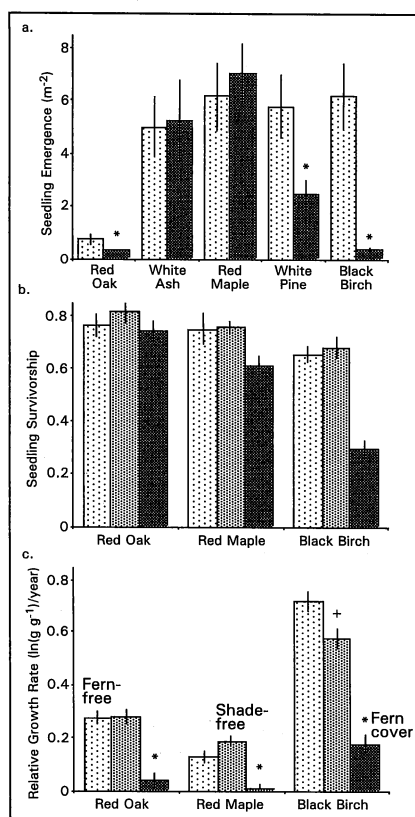 a.
Seedling Emergence (m-2)
6
4
2
0
*
*
*
Red Oak
White Ash
Red Maple
White Pine
Black Birch
b.
Seedling Survivorship
0.8
0.6
0.4
0.2
0
Red Oak
Red Maple
Black Birch
c.
Relative Growth Rate (ln(g g-1)/year)
0.8
0.6
0.4
0.2
0
Fern-
free
*
Shade-
free
*
+
* Fern
cover
Red Oak
Red Maple
Black Birch